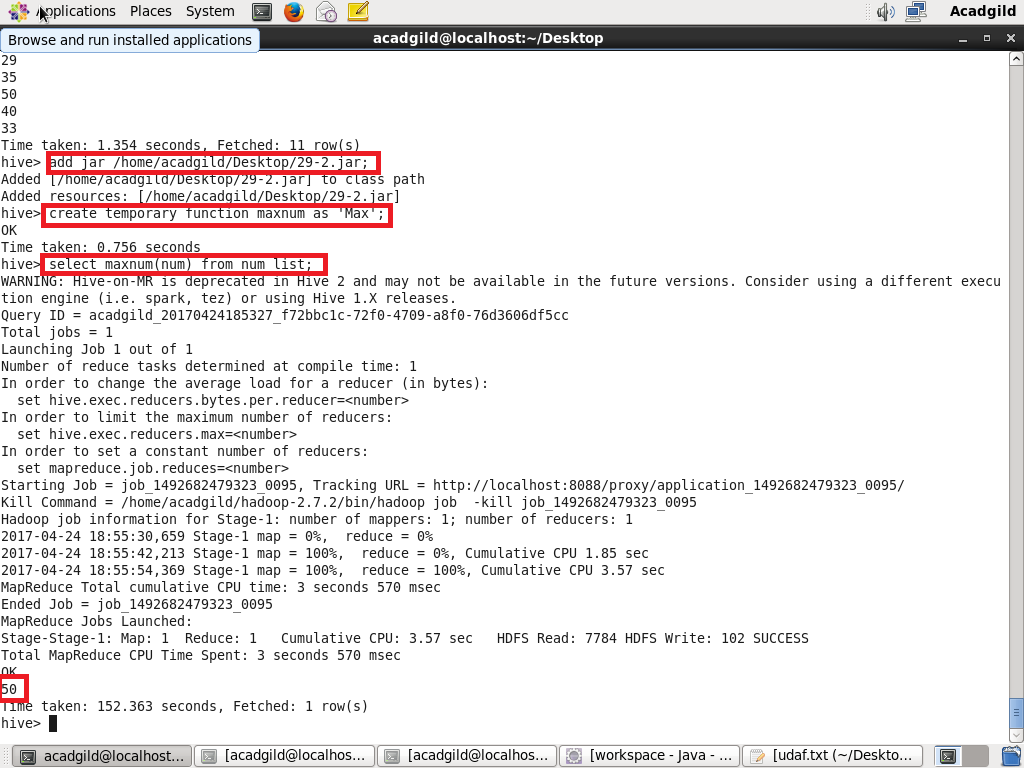 Applications Places System Acadgild
Browse and run installed applications
acadgild@localhost:~/Desktop
29
35
50
40
33
Time taken: 1.354 seconds, Fetched: 11 row(s)
hive> add jar /home/acadgild/Desktop/29-2.jar;
Added [/home/acadgild/Desktop/29-2.jar] to class path
Added resources: [/home/acadgild/Desktop/29-2.jar]
hive> create temporary function maxnum as 'Max';
OK
Time taken: 0.756 seconds
hive> select maxnum(num) from num_list;
WARNING: Hive-on-MR is deprecated in Hive 2 and may not be available in the future versions. Consider using a different execu
tion engine (i.e. spark, tez) or using Hive 1.X releases.
Query ID = acadgild_20170424185327_f72bbc1c-72f0-4709-a8f0-76d3606df5cc
Total jobs = 1
Launching Job 1 out of 1
Number of reduce tasks determined at compile time: 1
In order to change the average load for a reducer (in bytes):
  set hive.exec.reducers.bytes.per.reducer=<number>
In order to limit the maximum number of reducers:
  set hive.exec.reducers.max=<number>
In order to set a constant number of reducers:
  set mapreduce.job.reduces=<number>
Starting Job = job_1492682479323_0095, Tracking URL = http://localhost:8088/proxy/application_1492682479323_0095/
Kill Command = /home/acadgild/hadoop-2.7.2/bin/hadoop job  -kill job_1492682479323_0095
Hadoop job information for Stage-1: number of mappers: 1; number of reducers: 1
2017-04-24 18:55:30,659 Stage-1 map = 0%,  reduce = 0%
2017-04-24 18:55:42,213 Stage-1 map = 100%,  reduce = 0%, Cumulative CPU 1.85 sec
2017-04-24 18:55:54,369 Stage-1 map = 100%,  reduce = 100%, Cumulative CPU 3.57 sec
MapReduce Total cumulative CPU time: 3 seconds 570 msec
Ended Job = job_1492682479323_0095
MapReduce Jobs Launched:
Stage-Stage-1: Map: 1  Reduce: 1   Cumulative CPU: 3.57 sec   HDFS Read: 7784 HDFS Write: 102 SUCCESS
Total MapReduce CPU Time Spent: 3 seconds 570 msec
OK
50
Time taken: 152.363 seconds, Fetched: 1 row(s)
hive>
acadgild@localhost:... [acadgild@localhos... [acadgild@localhos... [workspace - Java - ... [udaf.txt (~/Deskto...